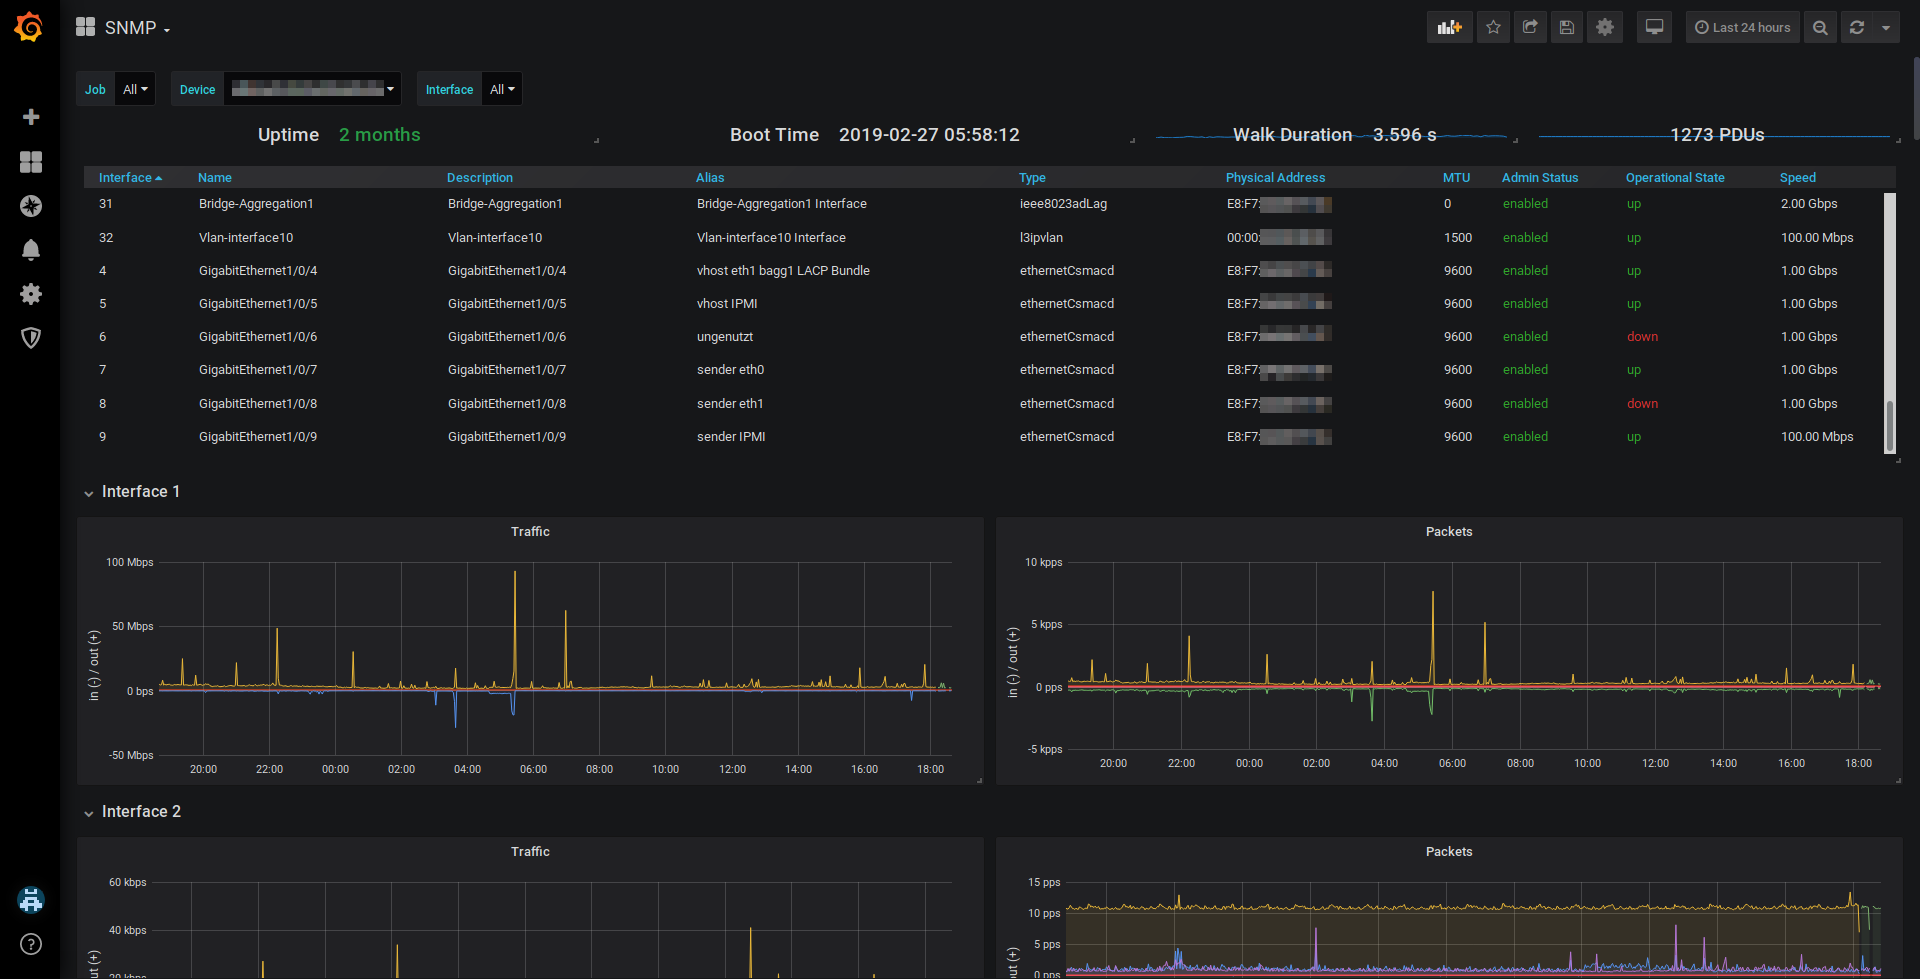 SNMP
Last 24 hours
Job All Device Interface All
Uptime 2 months Boot Time 2019-02-27 05:58:12 Walk Duration 3.596 s 1273 PDUs
Interface Name Description Alias Type Physical Address MTU Admin Status Operational State Speed
31 Bridge-Aggregation1 Bridge-Aggregation1 Bridge-Aggregation1 Interface ieee8023adLag E8:F7: 0 enabled up 2.00 Gbps
32 Vlan-interface10 Vlan-interface10 Vlan-interface10 Interface l3ipvlan 00:00: 1500 enabled up 100.00 Mbps
4 GigabitEthernet1/0/4 GigabitEthernet1/0/4 vhost eth1 bagg1 LACP Bundle ethernetCsmacd E8:F7: 9600 enabled up 1.00 Gbps
5 GigabitEthernet1/0/5 GigabitEthernet1/0/5 vhost IPMI ethernetCsmacd E8:F7: 9600 enabled up 1.00 Gbps
6 GigabitEthernet1/0/6 GigabitEthernet1/0/6 ungenutzt ethernetCsmacd E8:F7: 9600 enabled down 1.00 Gbps
7 GigabitEthernet1/0/7 GigabitEthernet1/0/7 sender eth0 ethernetCsmacd E8:F7: 9600 enabled up 1.00 Gbps
8 GigabitEthernet1/0/8 GigabitEthernet1/0/8 sender eth1 ethernetCsmacd E8:F7: 9600 enabled down 1.00 Gbps
9 GigabitEthernet1/0/9 GigabitEthernet1/0/9 sender IPMI ethernetCsmacd E8:F7: 9600 enabled up 100.00 Mbps
Interface 1
Traffic
100 Mbps
50 Mbps
0 bps
-50 Mbps
in (-) / out (+)
20:00 22:00 00:00 02:00 04:00 06:00 08:00 10:00 12:00 14:00 16:00 18:00
Packets
10 kpps
5 kpps
0 pps
-5 kpps
in (-) / out (+)
20:00 22:00 00:00 02:00 04:00 06:00 08:00 10:00 12:00 14:00 16:00 18:00
Interface 2
Traffic
60 kbps
40 kbps
20 kbps
out (+)
Packets
15 pps
10 pps
5 pps
0 pps
out (+)